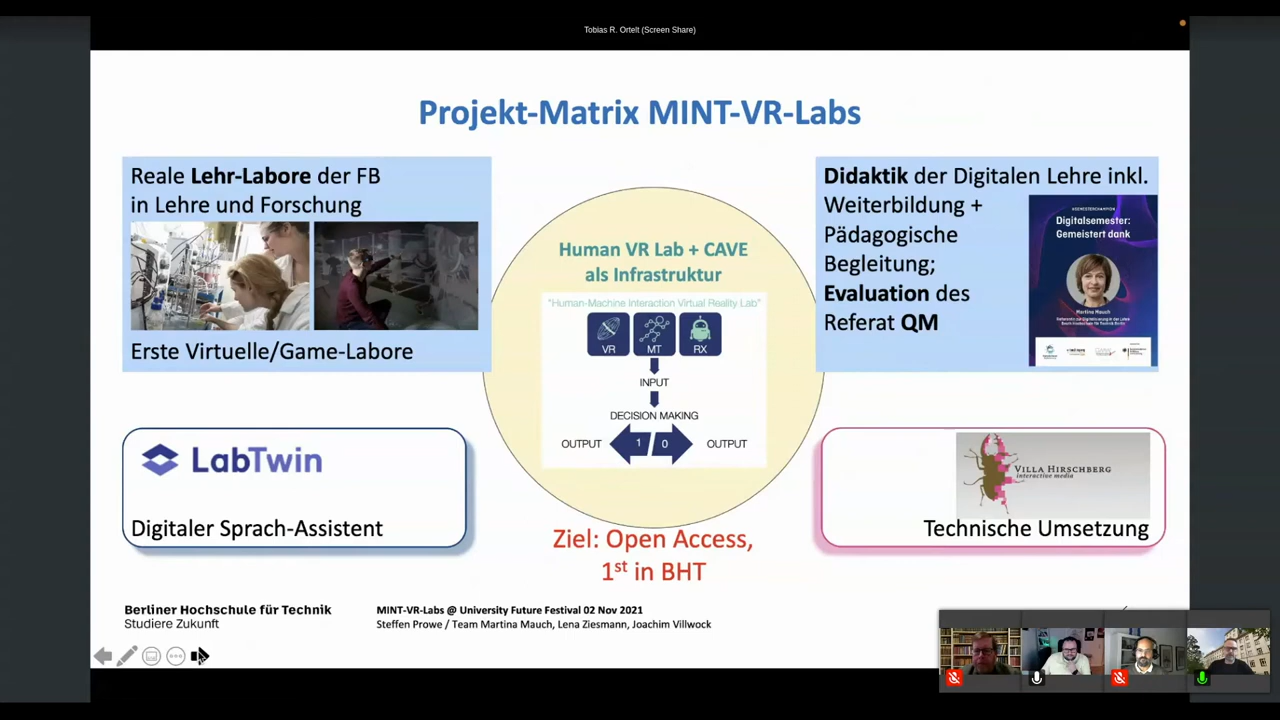 Tobias R. Ortelt (Screen Share)
Projekt-Matrix MINT-VR-Labs
Reale Lehr-Labore der FB
in Lehre und Forschung
Erste Virtuelle/Game-Labore
Human VR Lab + CAVE
als Infrastruktur
"Human-Machine Interaction Virtual Reality Lab"
VR MT RX
INPUT
DECISION MAKING
OUTPUT 1 0 OUTPUT
Didaktik der Digitalen Lehre inkl.
Weiterbildung +
Pädagogische
Begleitung;
Evaluation des
Referat QM
Digitalsemester:
Gemeistert dank
Martina Mauch
LabTwin
Digitaler Sprach-Assistent
VILLA HIRSCHBERG
interactive media
Technische Umsetzung
Ziel: Open Access,
1st in BHT
Berliner Hochschule für Technik
Studiere Zukunft
MINT-VR-Labs @ University Future Festival 02 Nov 2021
Steffen Prowe / Team Martina Mauch, Lena Ziesmann, Joachim Villwock